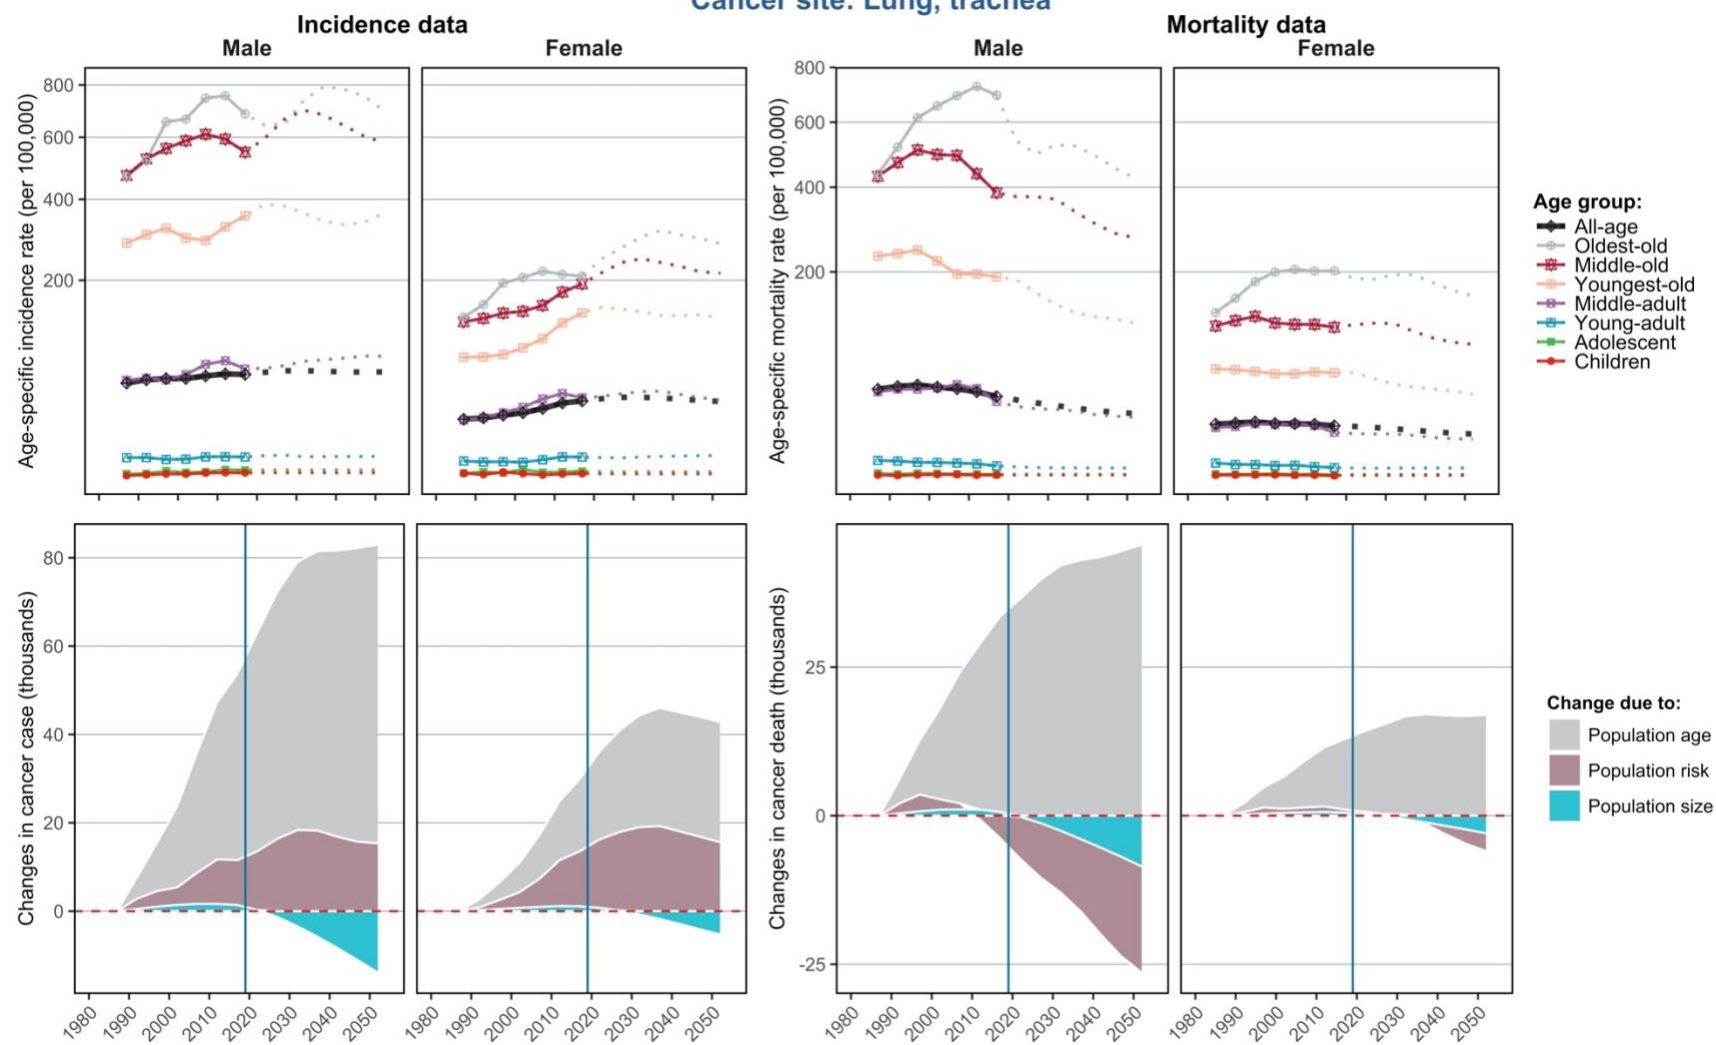 Cancer site: Lung, trachea
Incidence data
Mortality data
Male
Female
Male
Female
Age-specific incidence rate (per 100,000)
800
600
400
200
Age-specific mortality rate (per 100,000)
800
600
400
200
Age group:
All-age
Oldest-old
Middle-old
Youngest-old
Middle-adult
Young-adult
Adolescent
Children
Changes in cancer case (thousands)
80
60
40
20
0
Changes in cancer death (thousands)
25
0
-25
Change due to:
Population age
Population risk
Population size
1980 1990 2000 2010 2020 2030 2040 2050
1980 1990 2000 2010 2020 2030 2040 2050
1980 1990 2000 2010 2020 2030 2040 2050
1980 1990 2000 2010 2020 2030 2040 2050